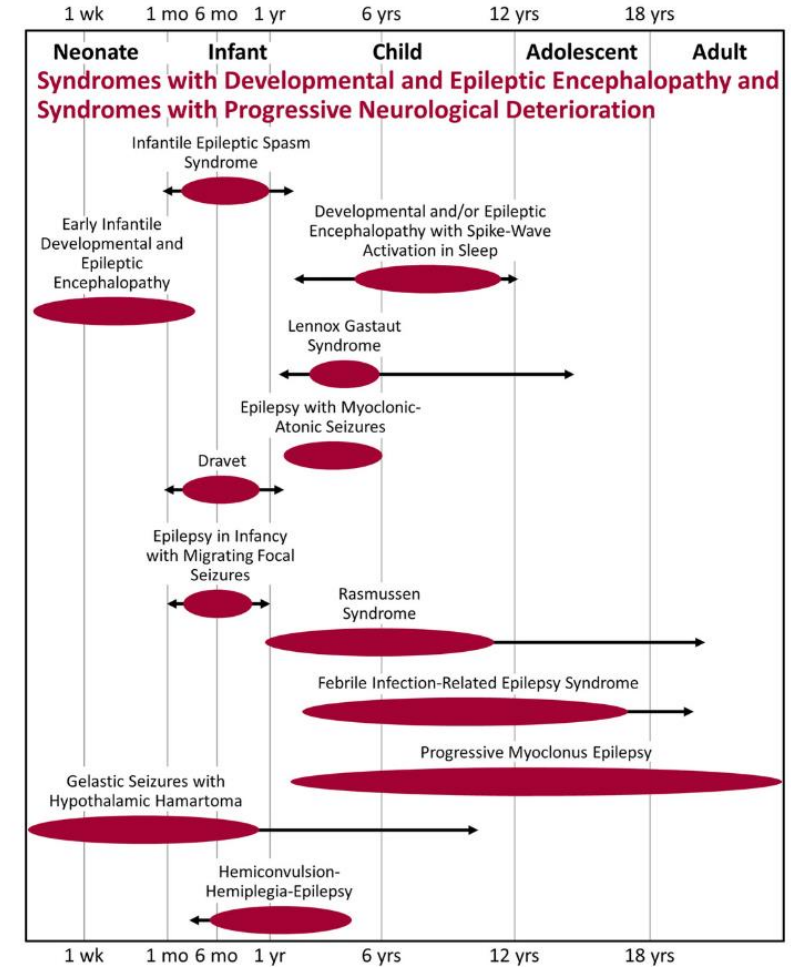 1 wk 1 mo 6 mo 1 yr 6 yrs 12 yrs 18 yrs
Neonate Infant Child Adolescent Adult
Syndromes with Developmental and Epileptic Encephalopathy and
Syndromes with Progressive Neurological Deterioration
Infantile Epileptic Spasm
Syndrome
Developmental and/or Epileptic
Encephalopathy with Spike-Wave
Activation in Sleep
Early Infantile
Developmental and
Epileptic
Encephalopathy
Lennox Gastaut
Syndrome
Epilepsy with Myoclonic-
Atonic Seizures
Dravet
Epilepsy in Infancy
with Migrating Focal
Seizures
Rasmussen
Syndrome
Febrile Infection-Related Epilepsy Syndrome
Progressive Myoclonus Epilepsy
Gelastic Seizures with
Hypothalamic Hamartoma
Hemiconvulsion-
Hemiplegia-Epilepsy
1 wk 1 mo 6 mo 1 yr 6 yrs 12 yrs 18 yrs